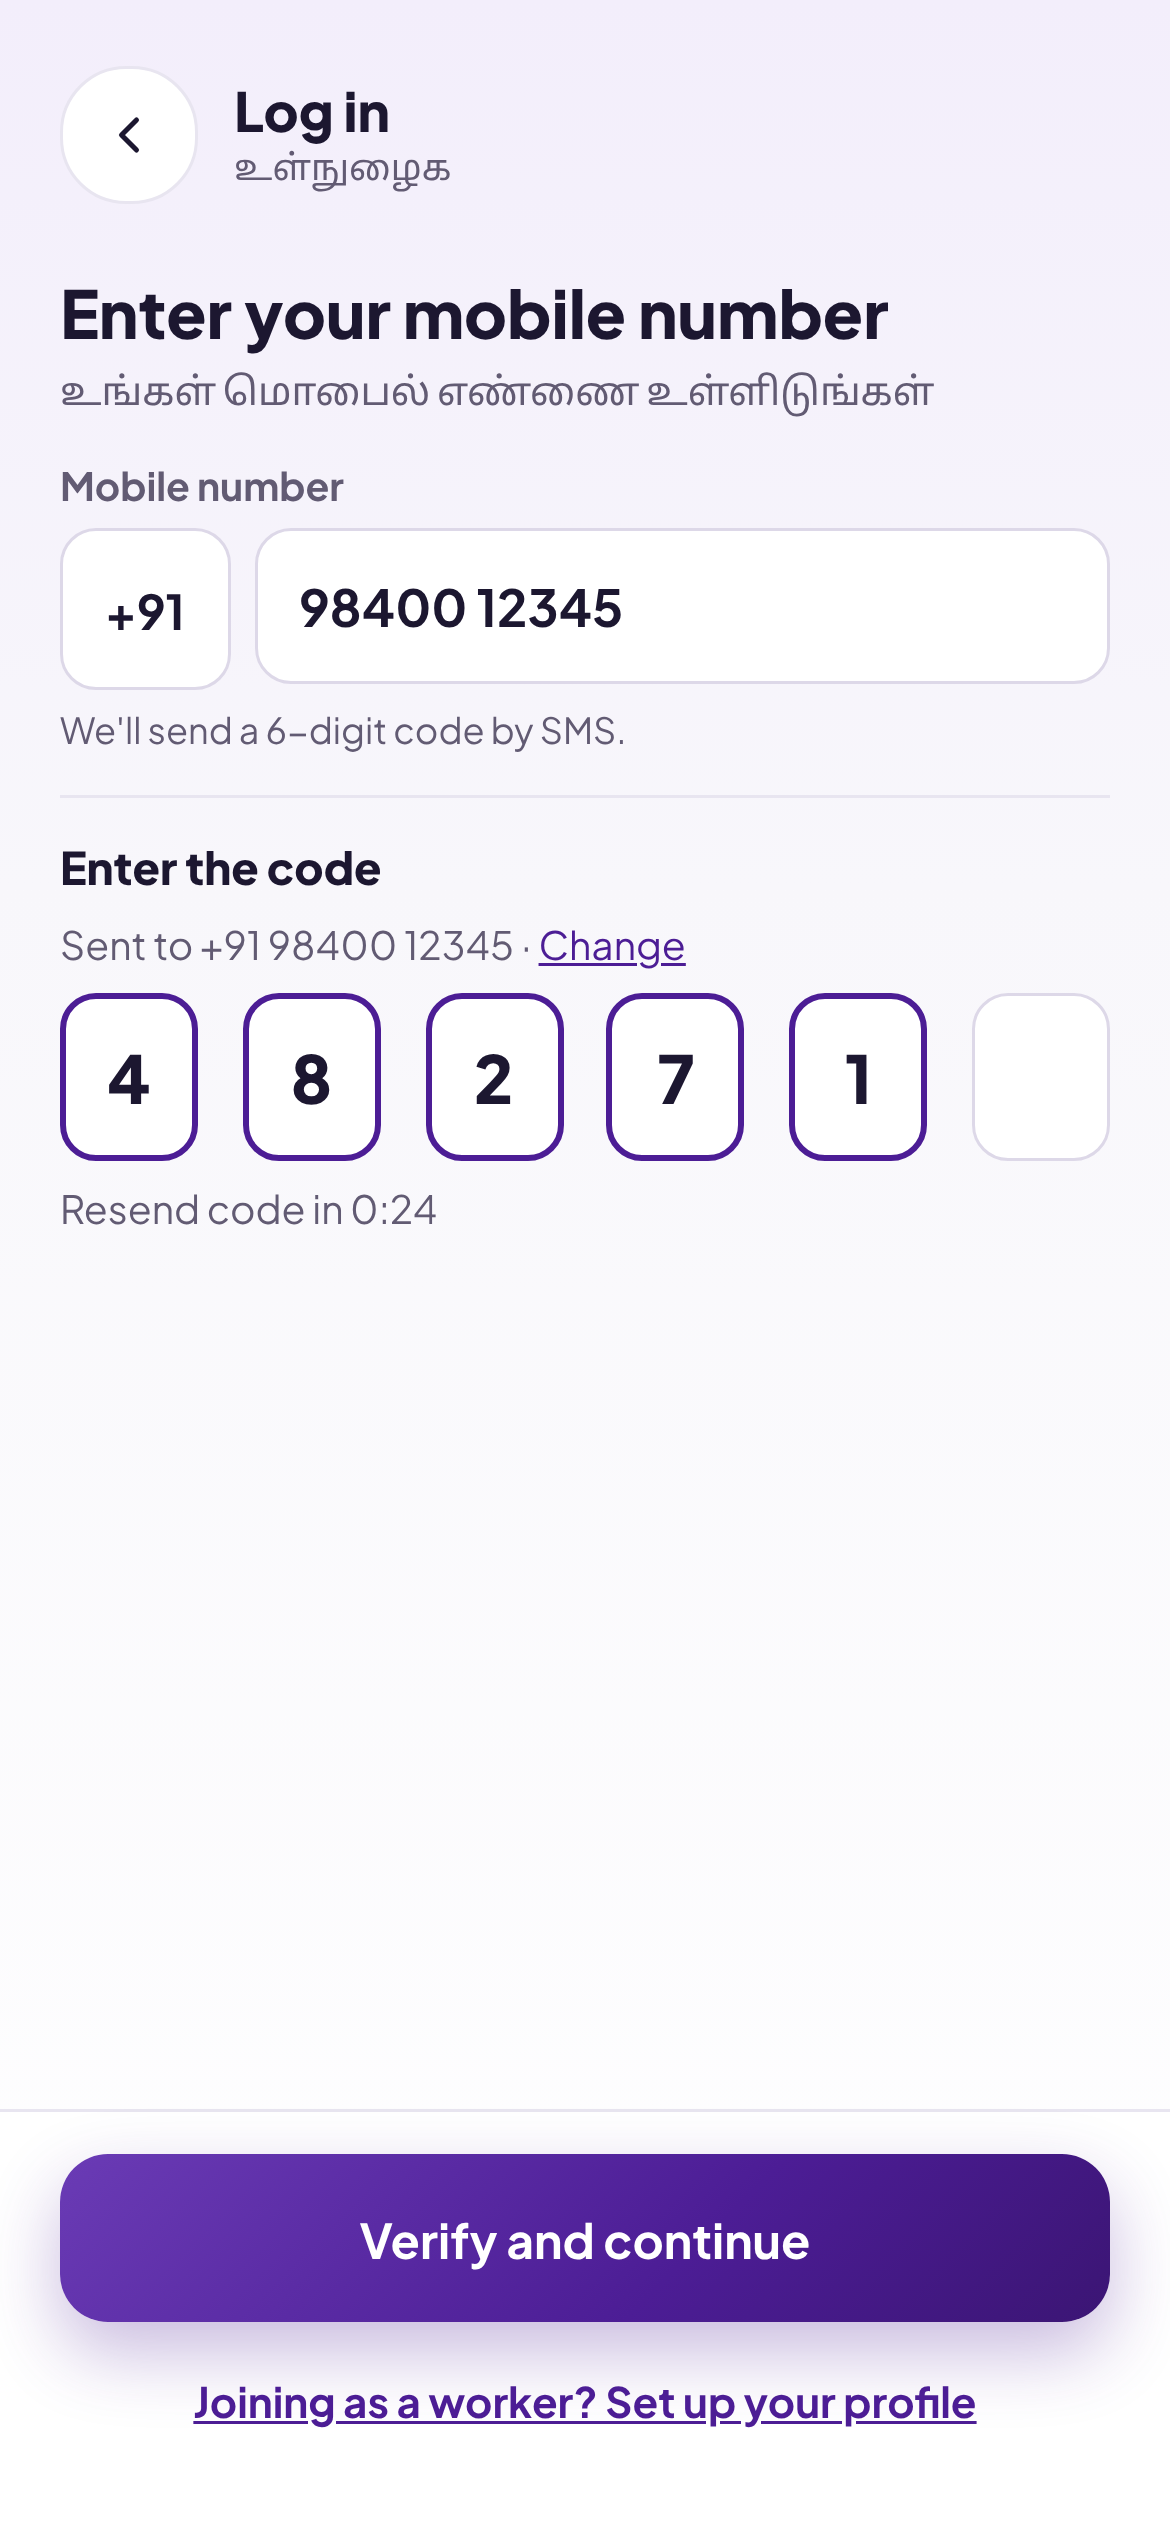 Log in
உள்நுழைக
Enter your mobile number
உங்கள் மொபைல் எண்ணை உள்ளிடுங்கள்
Mobile number
+91 98400 12345
We'll send a 6–digit code by SMS.
Enter the code
Sent to +91 98400 12345 · Change
4 8 2 7 1
Resend code in 0:24
Verify and continue
Joining as a worker? Set up your profile